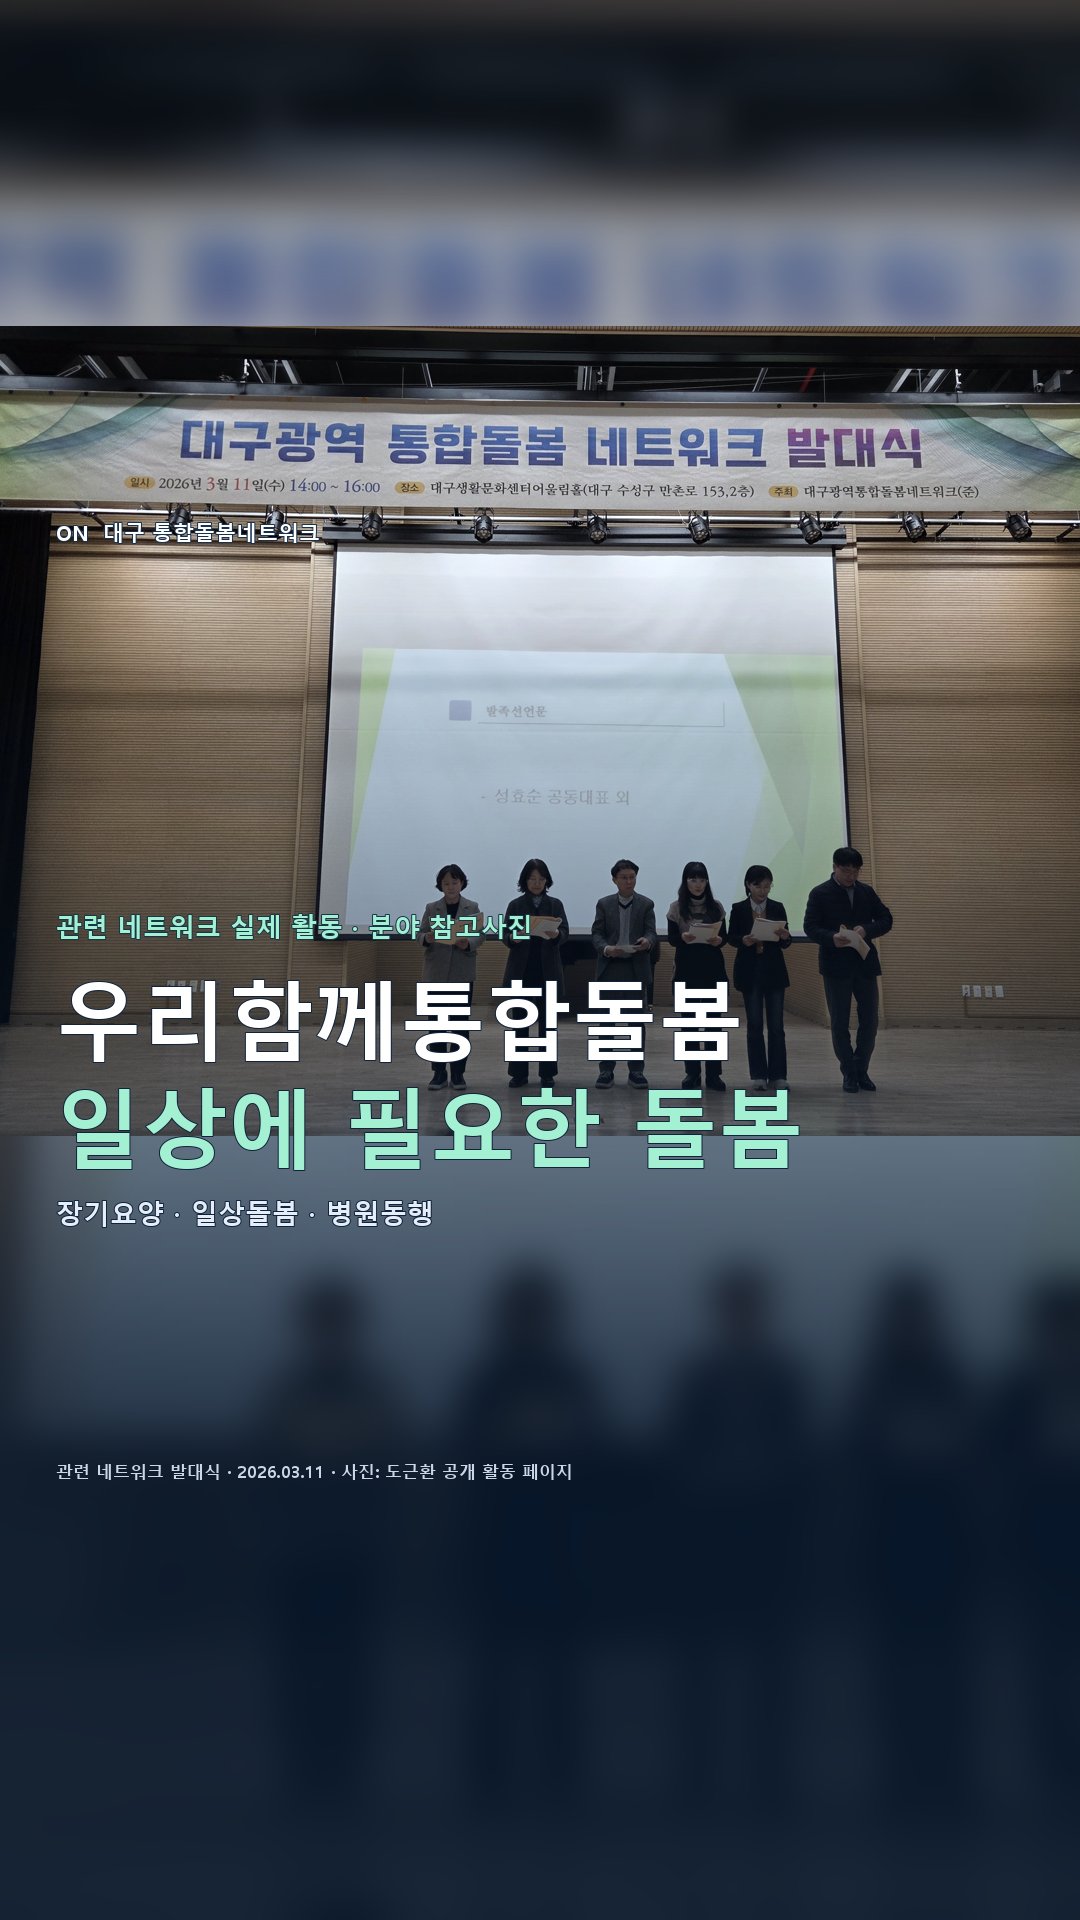 대구광역 통합돌봄 네트워크 발대식
일시 2026년 3월 11일(수) 14:00 ~ 16:00 장소 대구생활문화센터어울림홀(대구 수성구 만촌로 153,2층) 주최 대구광역통합돌봄네트워크(준)
ON 대구 통합돌봄네트워크
발족선언문
- 성효순 공동대표 외
관련 네트워크 실제 활동 · 분야 참고사진
우리함께통합돌봄
일상에 필요한 돌봄
장기요양 · 일상돌봄 · 병원동행
관련 네트워크 발대식 · 2026.03.11 · 사진: 도근환 공개 활동 페이지